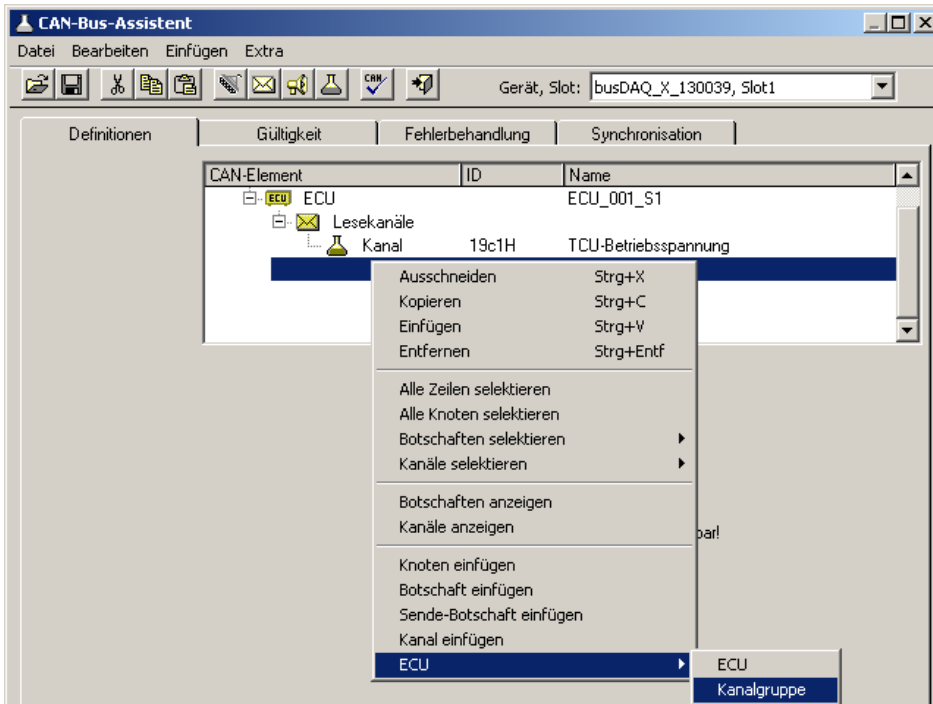 CAN-Bus-Assistent
Datei Bearbeiten Einfügen Extra
CAN Gerät, Slot: busDAQ_X_130039, Slot1
Definitionen Gültigkeit Fehlerbehandlung Synchronisation
CAN-Element ID Name
ECU ECU ECU_001_S1
Lesekanäle
Kanal 19c1H TCU-Betriebsspannung
Ausschneiden Strg+X
Kopieren Strg+C
Einfügen Strg+V
Entfernen Strg+Entf
Alle Zeilen selektieren
Alle Knoten selektieren
Botschaften selektieren
Kanäle selektieren
Botschaften anzeigen
Kanäle anzeigen
bar!
Knoten einfügen
Botschaft einfügen
Sende-Botschaft einfügen
Kanal einfügen
ECU ECU
Kanalgruppe